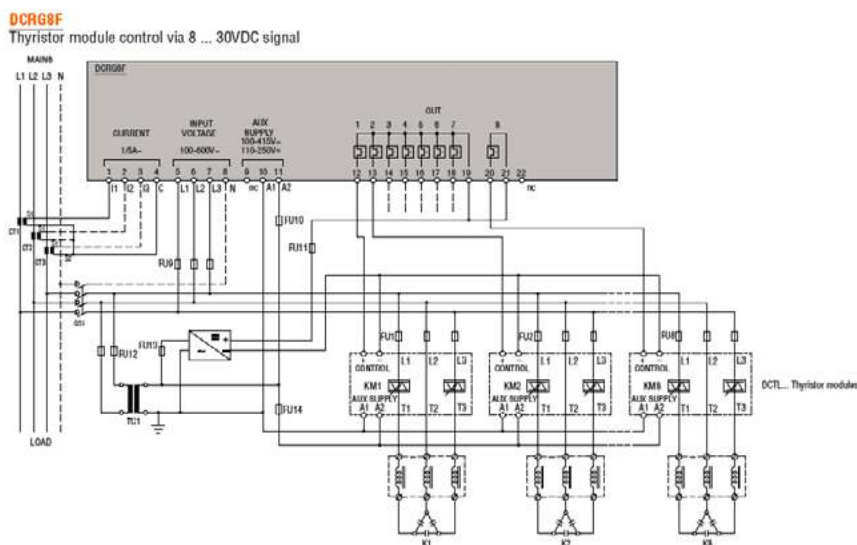 DCRG8F
Thyristor module control via 8 ... 30VDC signal
MAINS
L1 L2 L3 N
DCRG8F
OUT
1 2 3 4 5 6 7 8
CURRENT
1/5A~
INPUT
VOLTAGE
100-600V~
AUX
SUPPLY
100-415V~
110-250V=
1 2 3 4 5 6 7 8 9 10 11 12 13 14 15 16 17 18 19 20 21 22
I1 I2 I3 C L1 L2 L3 N nc A1 A2 nc
FU10
FU11
CT1
CT2
CT3
FU9
QS1
FU12
FU13
FU1 FU2 FU8
TC1
FU14
+ - + - + -
L1 L2 L3 L1 L2 L3 L1 L2 L3
CONTROL CONTROL CONTROL
KM1 KM2 KM8
DCTL... Thyristor modules
AUX SUPPLY AUX SUPPLY AUX SUPPLY
A1 A2 T1 T2 T3 A1 A2 T1 T2 T3 A1 A2 T1 T2 T3
LOAD
K1 K2 K8